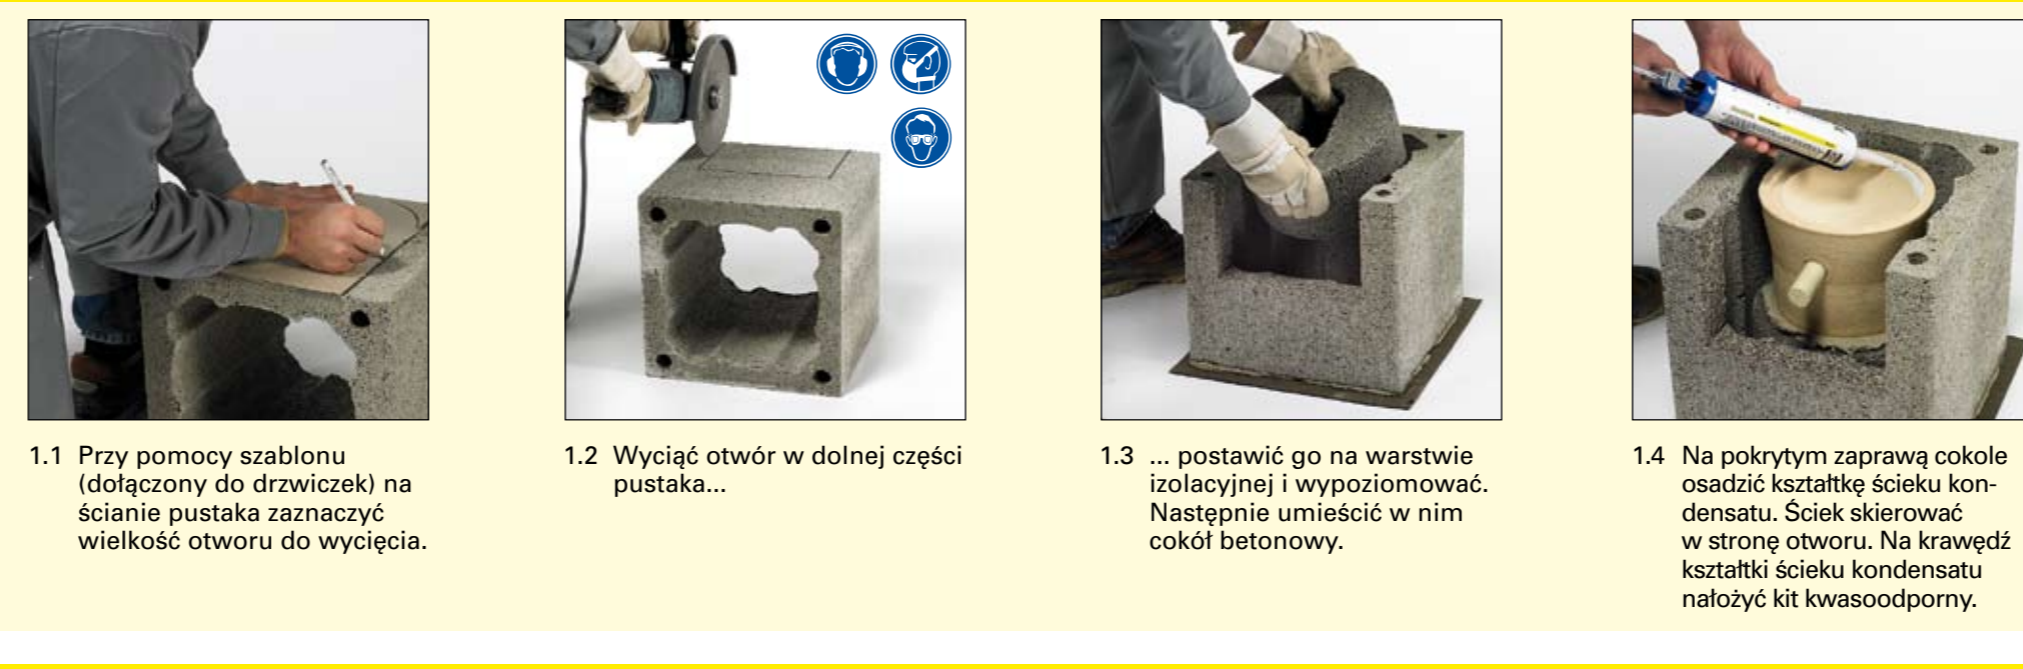 1.1 Przy pomocy szablonu
(dołączony do drzwiczek) na
ścianie pustaka zaznaczyć
wielkość otworu do wycięcia.
1.2 Wyciąć otwór w dolnej części
pustaka...
1.3 ... postawić go na warstwie
izolacyjnej i wypoziomować.
Następnie umieścić w nim
cokół betonowy.
1.4 Na pokrytym zaprawą cokole
osadzić kształtkę ścieku kon-
densatu. Ściek skierować
w stronę otworu. Na krawędź
kształtki ścieku kondensatu
nałożyć kit kwasoodporny.